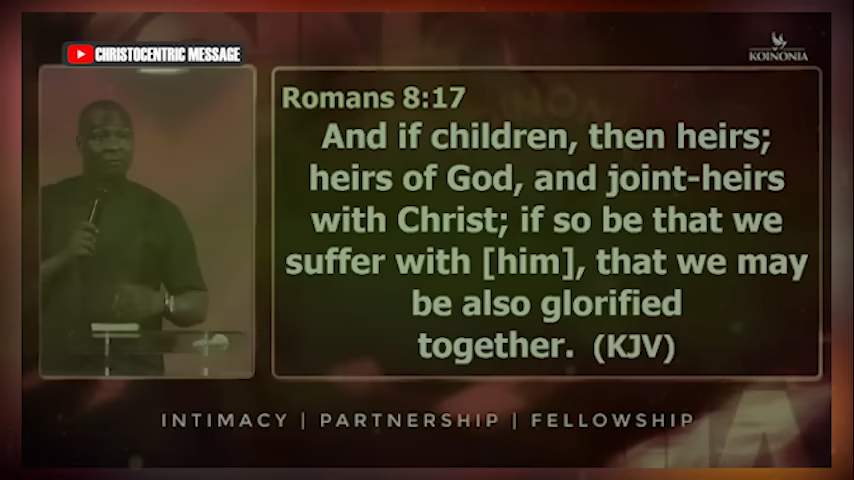 CHRISTOCENTRIC MESSAGE
KOINONIA
Romans 8:17
And if children, then heirs;
heirs of God, and joint-heirs
with Christ; if so be that we
suffer with [him], that we may
be also glorified
together. (KJV)
INTIMACY | PARTNERSHIP | FELLOWSHIP